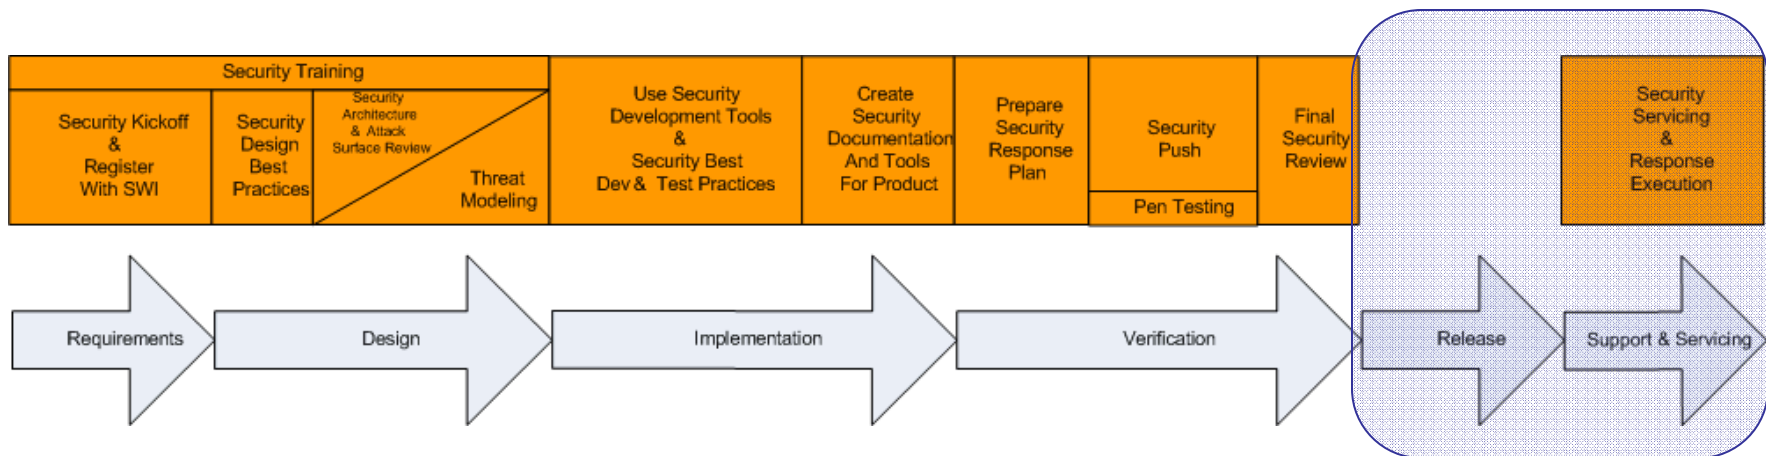 Security Training
Security Kickoff
&
Register
With SWI
Security
Design
Best
Practices
Security
Architecture
& Attack
Surface Review
Threat
Modeling
Use Security
Development Tools
&
Security Best
Dev & Test Practices
Create
Security
Documentation
And Tools
For Product
Prepare
Security
Response
Plan
Security
Push
Pen Testing
Final
Security
Review
Security
Servicing
&
Response
Execution
Requirements
Design
Implementation
Verification
Release
Support & Servicing